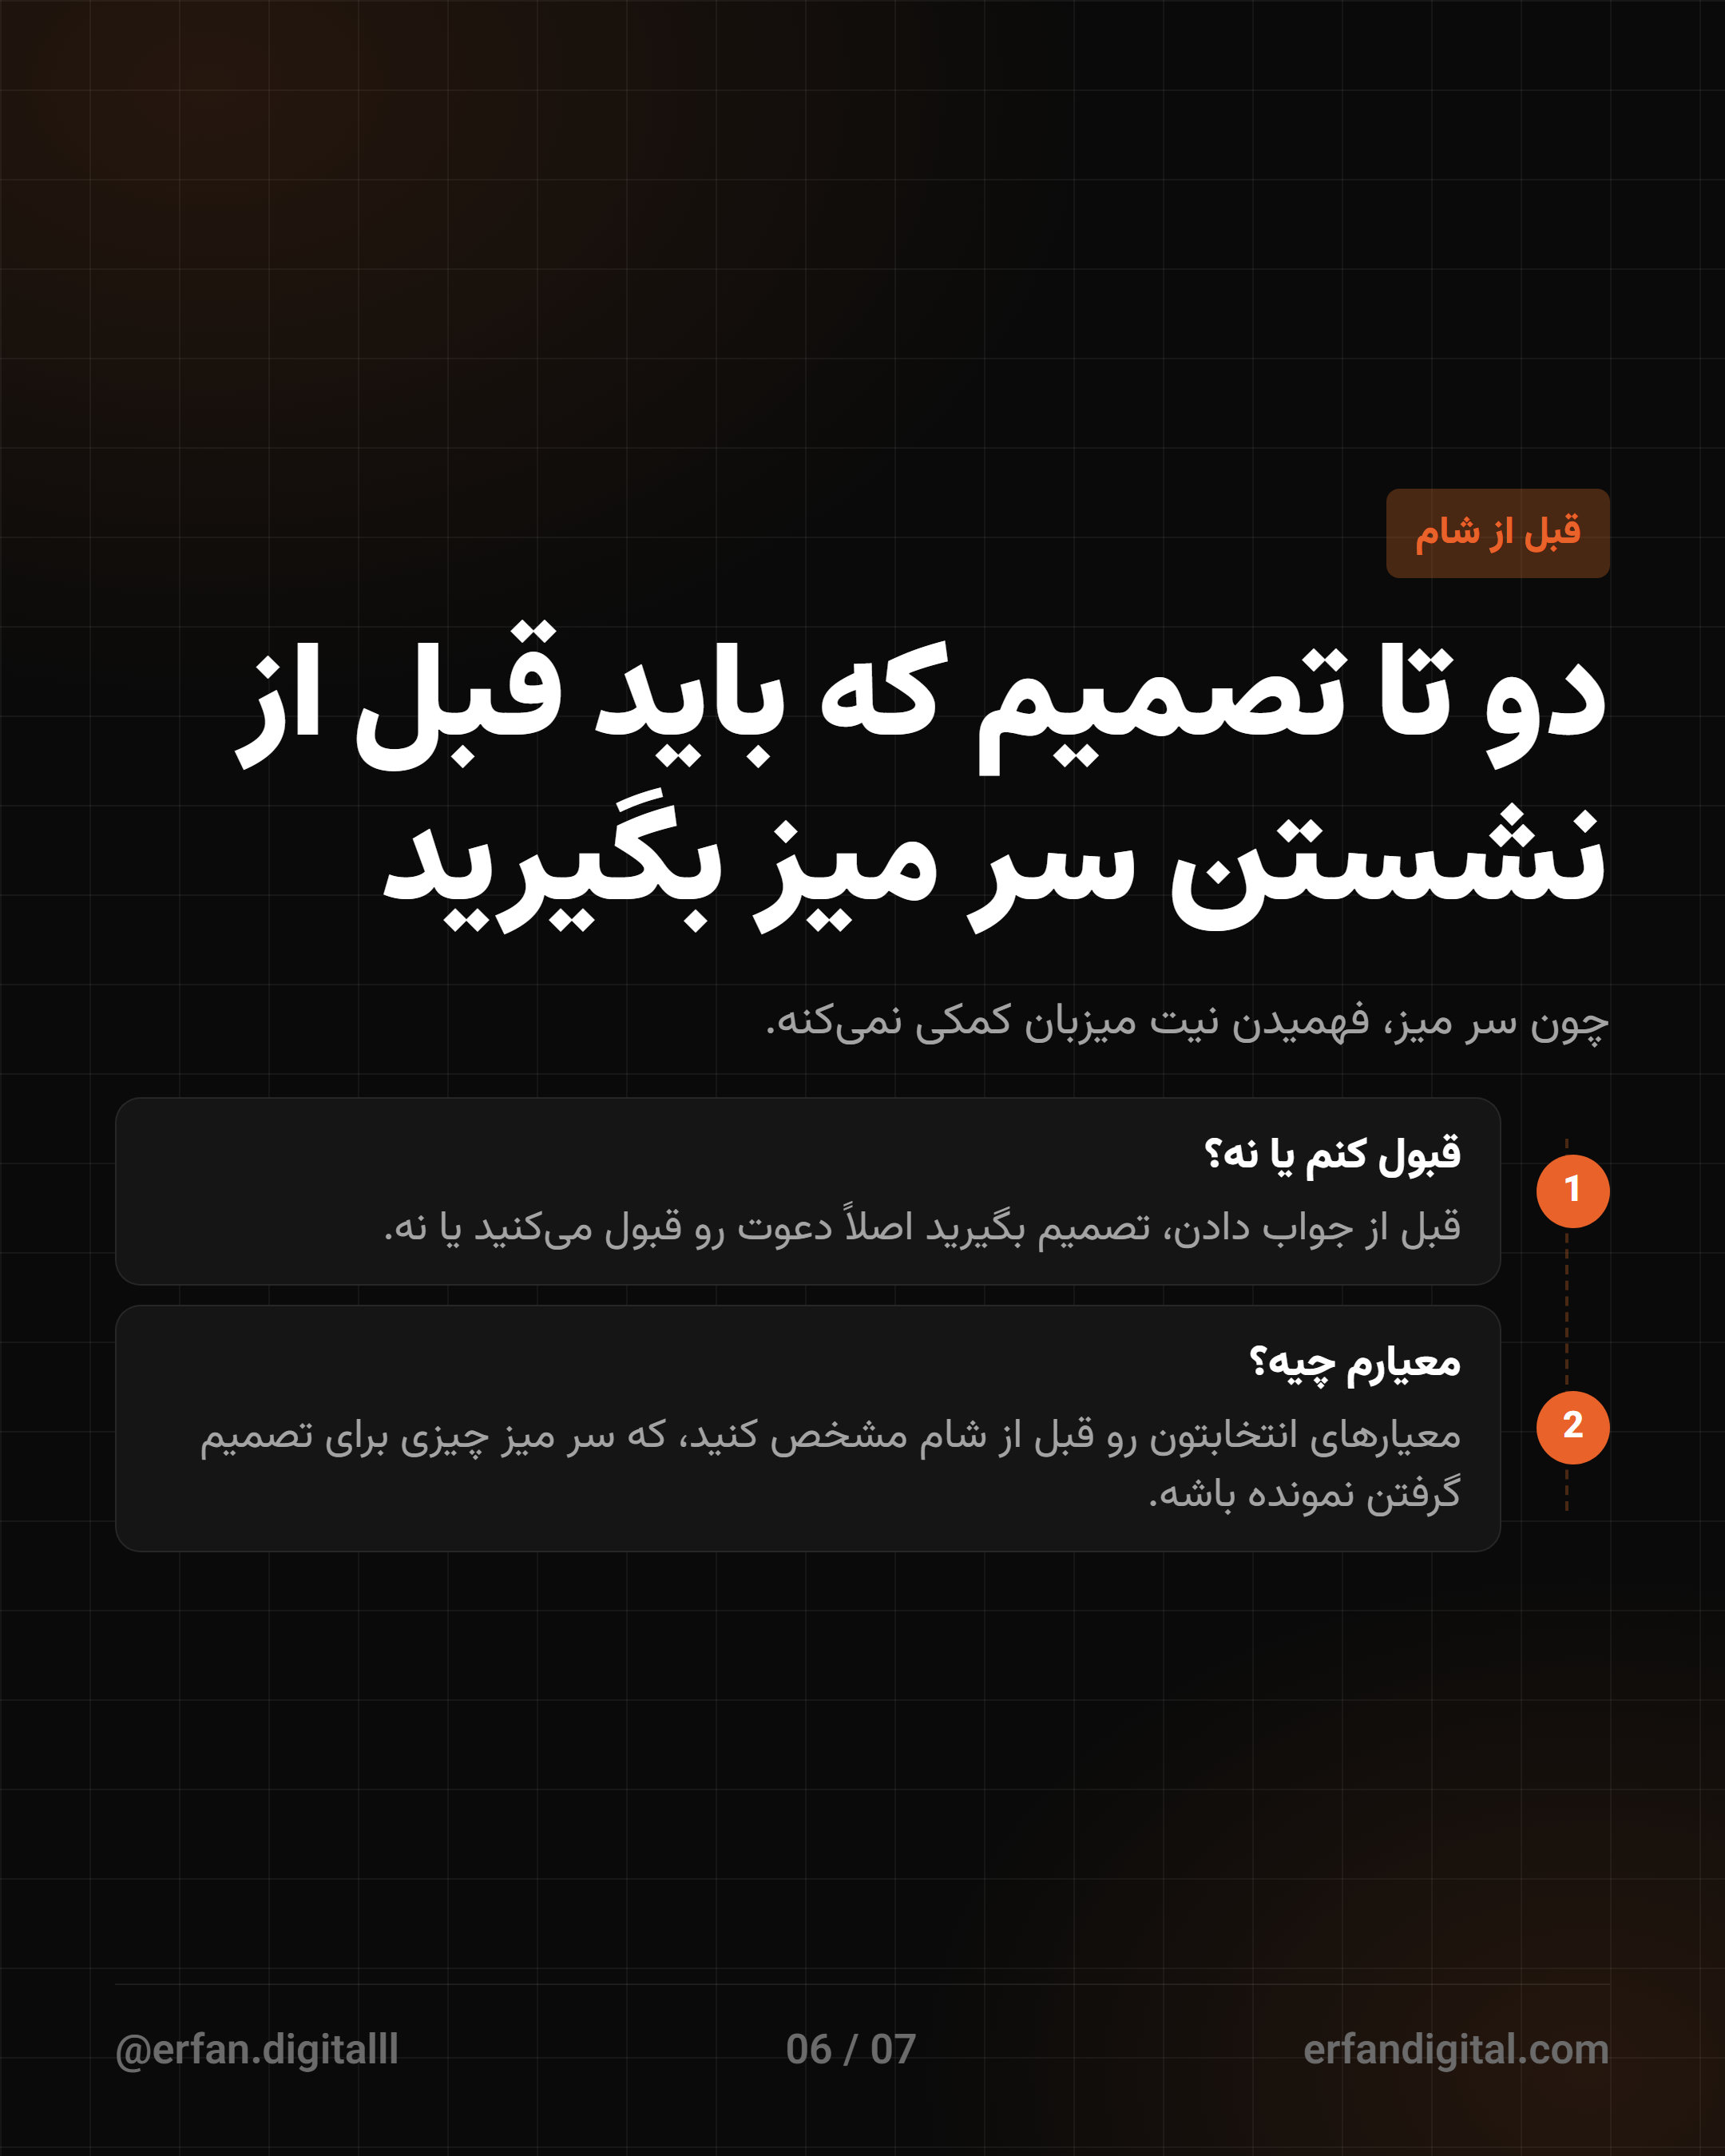 قبل از شام
دو تا تصمیم که باید قبل از
نشستن سر میز بگیرید
چون سر میز، فهمیدن نیت میزبان کمکی نمی‌کنه.
1
قبول کنم یا نه؟
قبل از جواب دادن، تصمیم بگیرید اصلاً دعوت رو قبول می‌کنید یا نه.
2
معیارم چیه؟
معیارهای انتخابتون رو قبل از شام مشخص کنید، که سر میز چیزی برای تصمیم
گرفتن نمونده باشه.
@erfan.digitalll 06 / 07 erfandigital.com